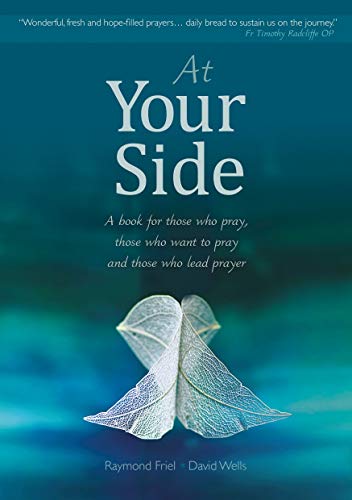 “Wonderful, fresh and hope-filled prayers… daily bread to sustain us on the journey.”
Fr Timothy Radcliffe OP
At
Your
Side
A book for those who pray,
those who want to pray
and those who lead prayer
Raymond Friel ▪ David Wells